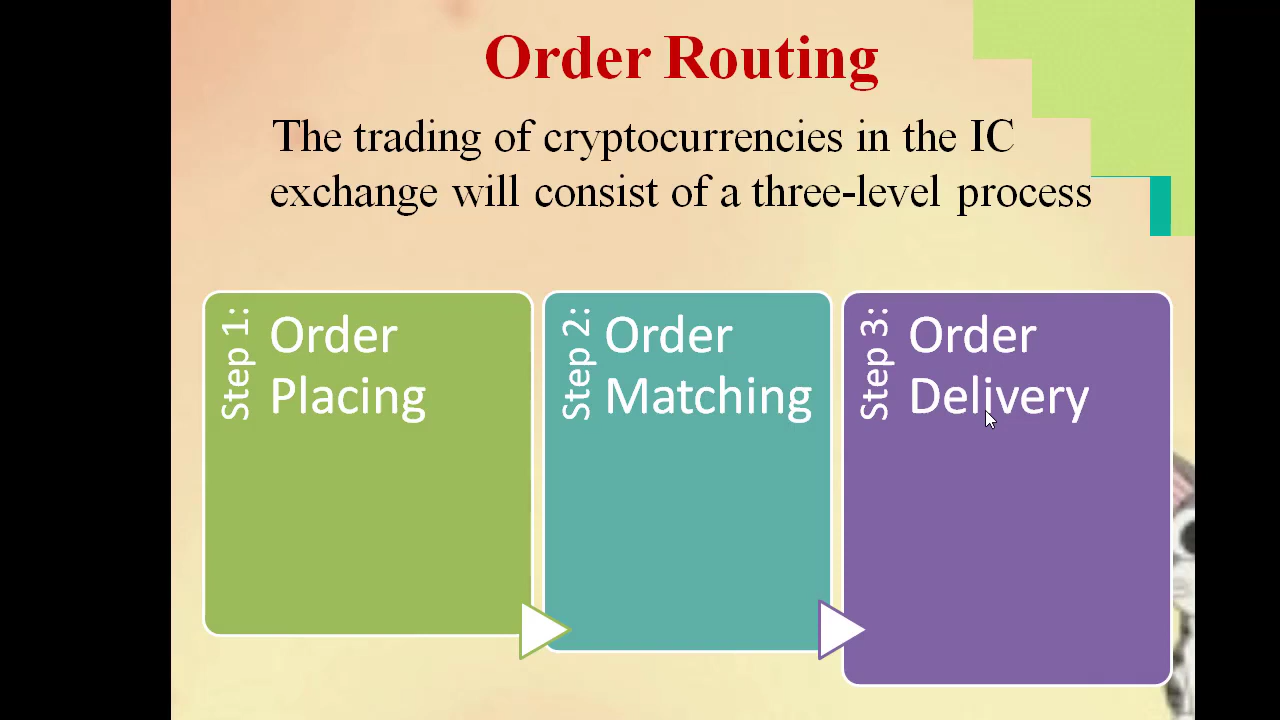 Order Routing
The trading of cryptocurrencies in the IC
exchange will consist of a three-level process
Step 1:
Order
Placing
Step 2:
Order
Matching
Step 3:
Order
Delivery